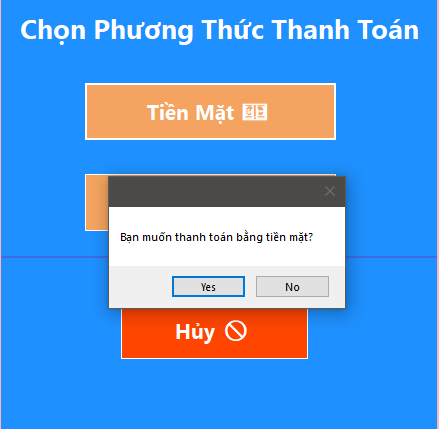 Chọn Phương Thức Thanh Toán
Tiền Mặt
Bạn muốn thanh toán bằng tiền mặt?
Yes
No
Hủy